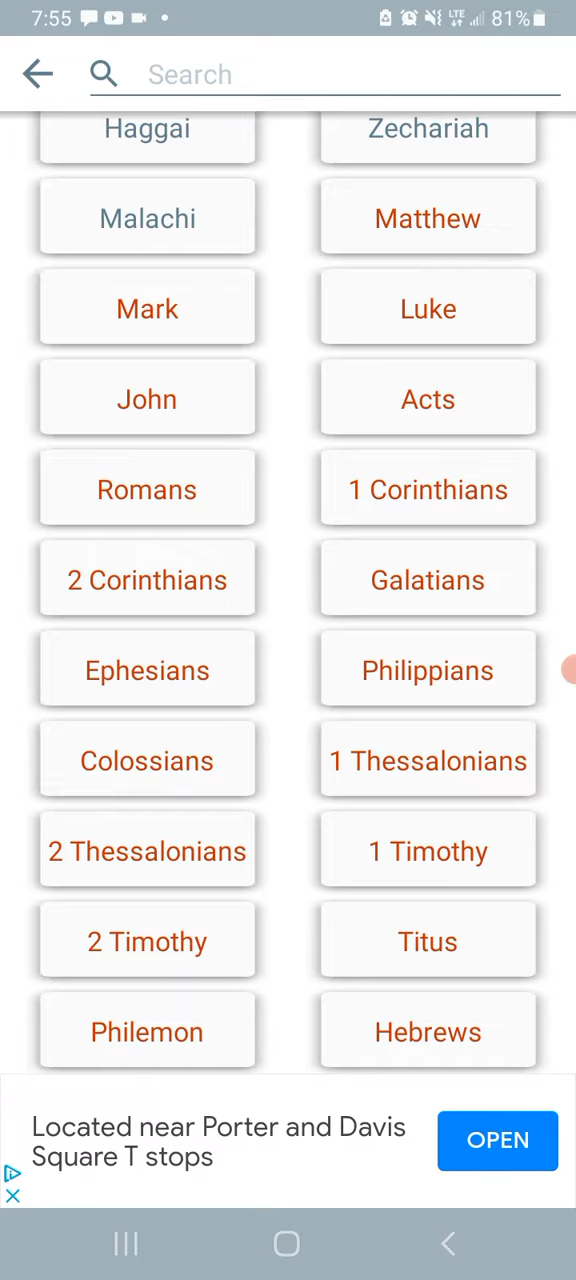 7:55 LTE 81%
Search
Haggai Zechariah
Malachi Matthew
Mark Luke
John Acts
Romans 1 Corinthians
2 Corinthians Galatians
Ephesians Philippians
Colossians 1 Thessalonians
2 Thessalonians 1 Timothy
2 Timothy Titus
Philemon Hebrews
Located near Porter and Davis
Square T stops
OPEN